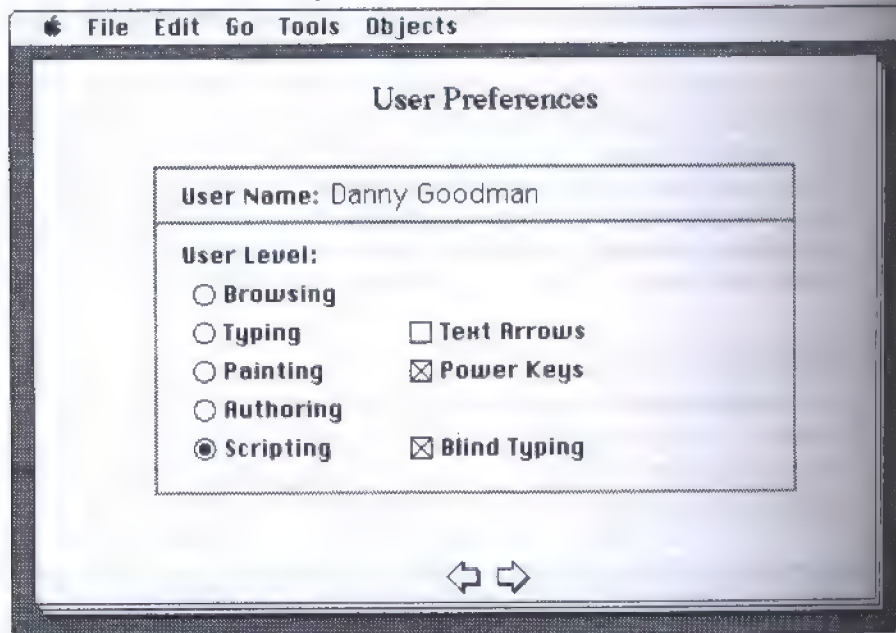 File Edit Go Tools Objects
User Preferences
User Name: Danny Goodman
User Level:
Browsing
Typing Text Arrows
Painting Power Keys
Authoring
Scripting Blind Typing